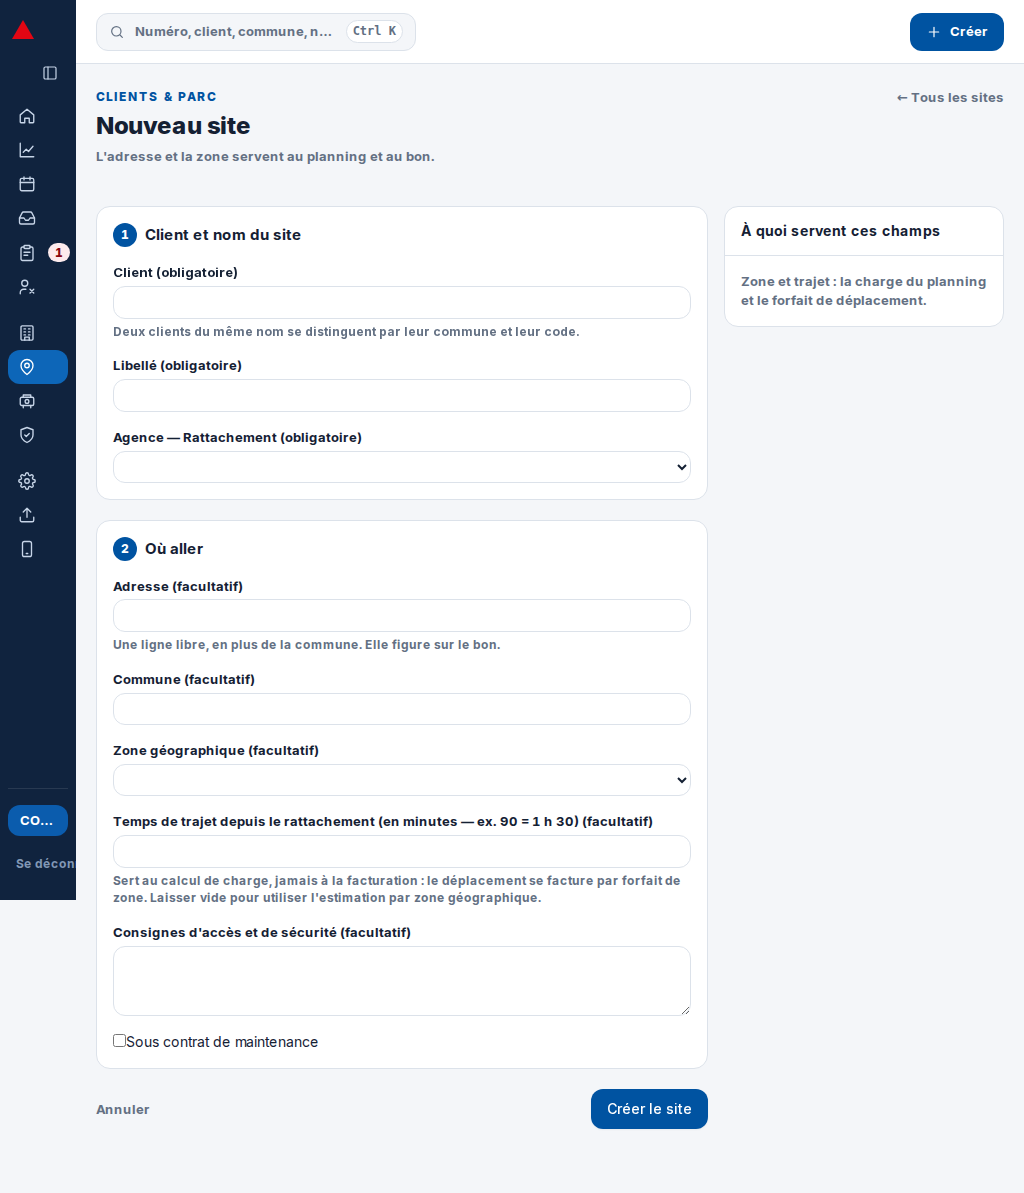 Numéro, client, commune, n...
Ctrl K
Créer
CLIENTS & PARC
← Tous les sites
Nouveau site
L'adresse et la zone servent au planning et au bon.
1
1 Client et nom du site
Client (obligatoire)
Deux clients du même nom se distinguent par leur commune et leur code.
Libellé (obligatoire)
Agence — Rattachement (obligatoire)
À quoi servent ces champs
Zone et trajet : la charge du planning
et le forfait de déplacement.
2 Où aller
Adresse (facultatif)
Une ligne libre, en plus de la commune. Elle figure sur le bon.
Commune (facultatif)
Zone géographique (facultatif)
Temps de trajet depuis le rattachement (en minutes — ex. 90 = 1 h 30) (facultatif)
Sert au calcul de charge, jamais à la facturation : le déplacement se facture par forfait de
zone. Laisser vide pour utiliser l'estimation par zone géographique.
Consignes d'accès et de sécurité (facultatif)
Sous contrat de maintenance
Annuler
Créer le site
CO...
Se décon